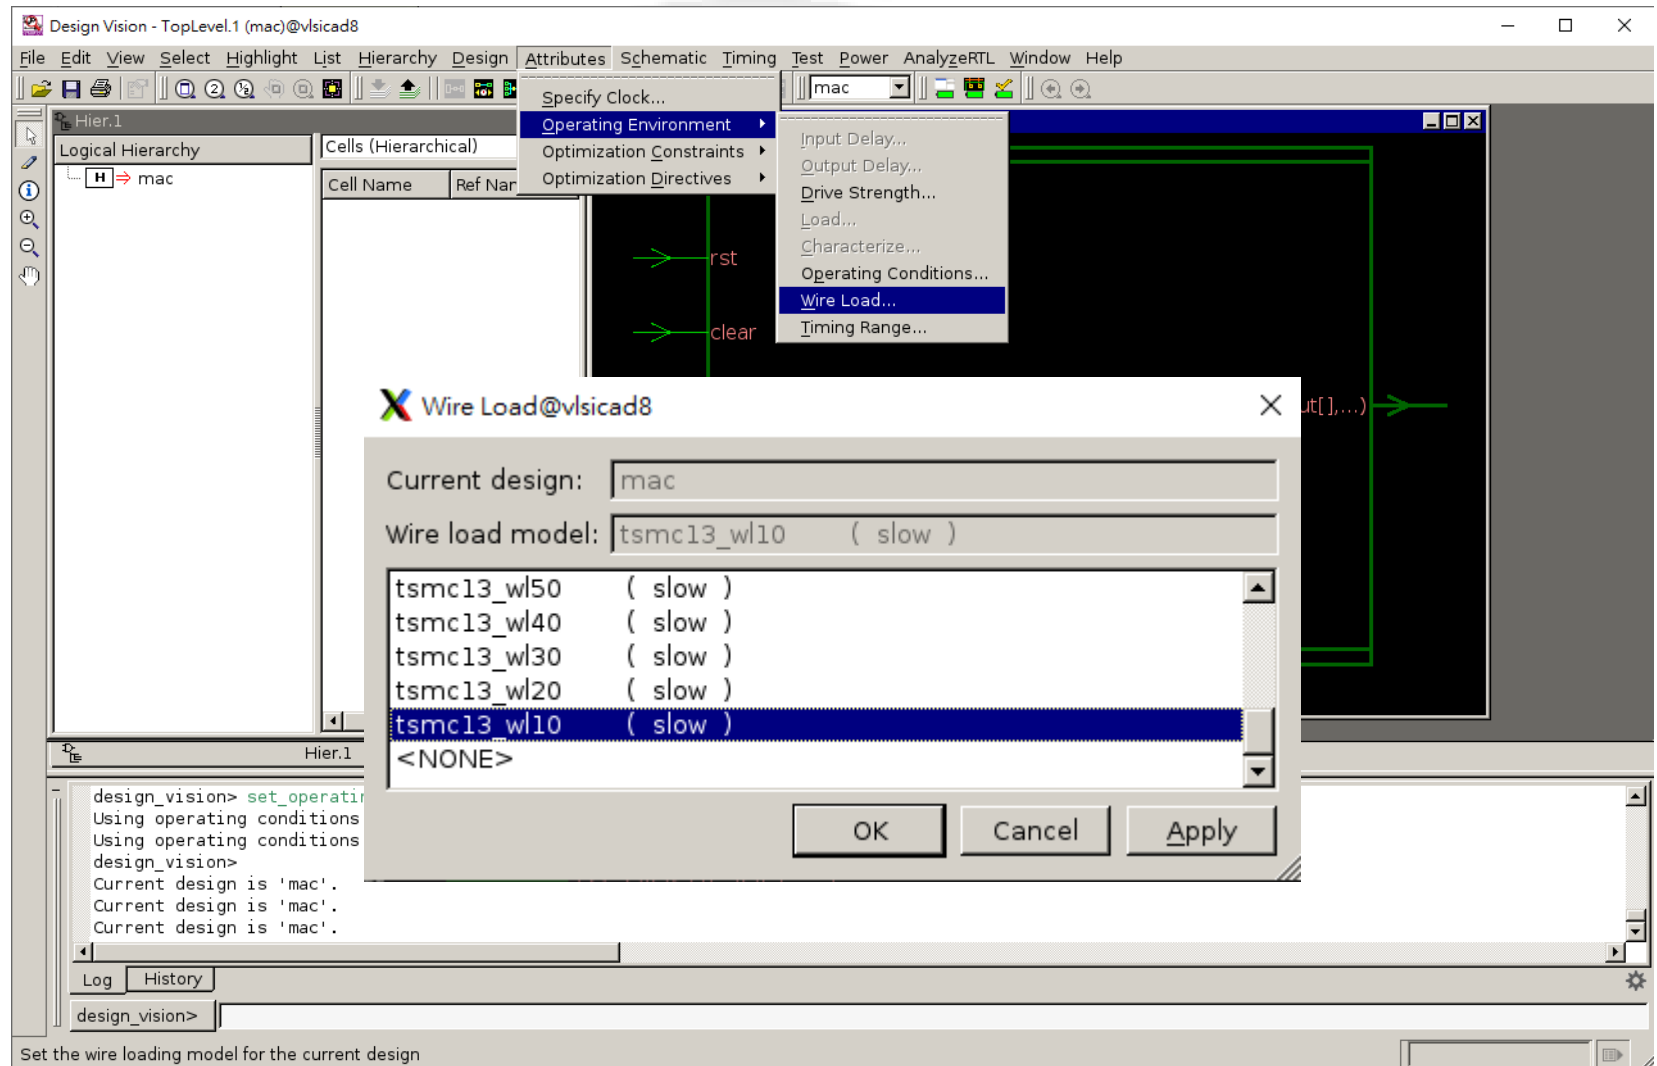 Design Vision - TopLevel.1 (mac)@vlsicad8
File Edit View Select Highlight List Hierarchy Design Attributes Schematic Timing Test Power AnalyzeRTL Window Help
mac
Specify Clock...
Operating Environment
Optimization Constraints
Optimization Directives
Input Delay...
Output Delay...
Drive Strength...
Load...
Characterize...
Operating Conditions...
Wire Load...
Timing Range...
Hier.1
Logical Hierarchy
H mac
Cells (Hierarchical)
Cell Name Ref Nar
rst
clear
ut[],...)
Wire Load@vlsicad8
Current design: mac
Wire load model: tsmc13_wl10 ( slow )
tsmc13_wl50 ( slow )
tsmc13_wl40 ( slow )
tsmc13_wl30 ( slow )
tsmc13_wl20 ( slow )
tsmc13_wl10 ( slow )
<NONE>
OK Cancel Apply
Hier.1
design_vision> set_operatin
Using operating conditions
Using operating conditions
design_vision>
Current design is 'mac'.
Current design is 'mac'.
Current design is 'mac'.
Log History
design_vision>
Set the wire loading model for the current design